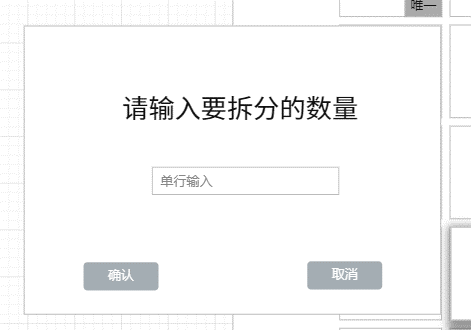 唯一
请输入要拆分的数量
单行输入
确认
取消